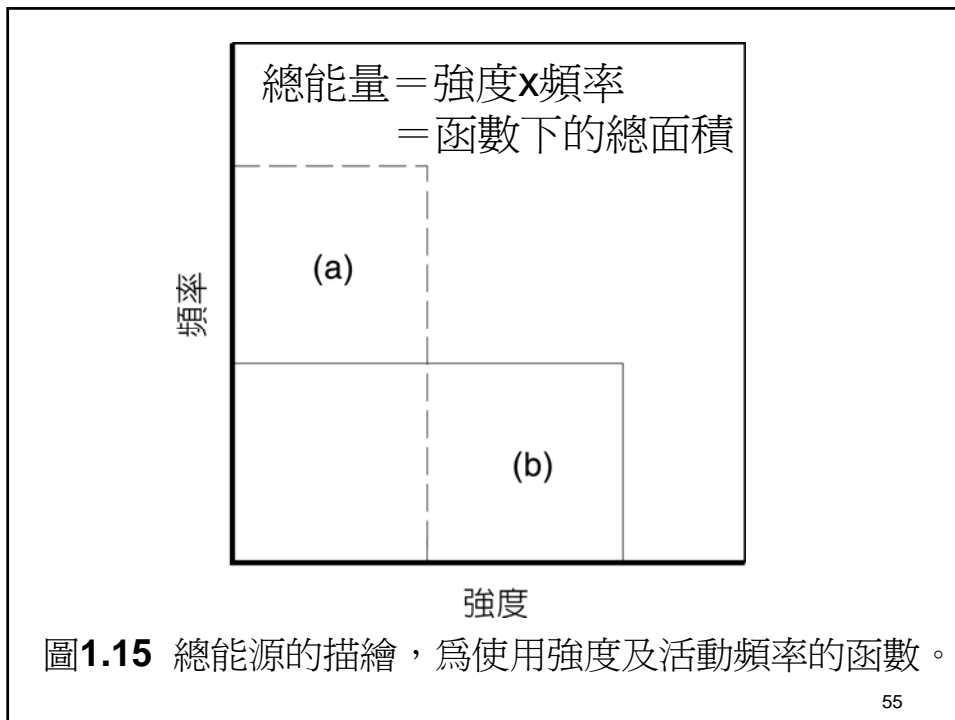 總能量＝強度x頻率
＝函數下的總面積
(a)
頻率
(b)
強度
圖1.15 總能源的描繪，為使用強度及活動頻率的函數。
55